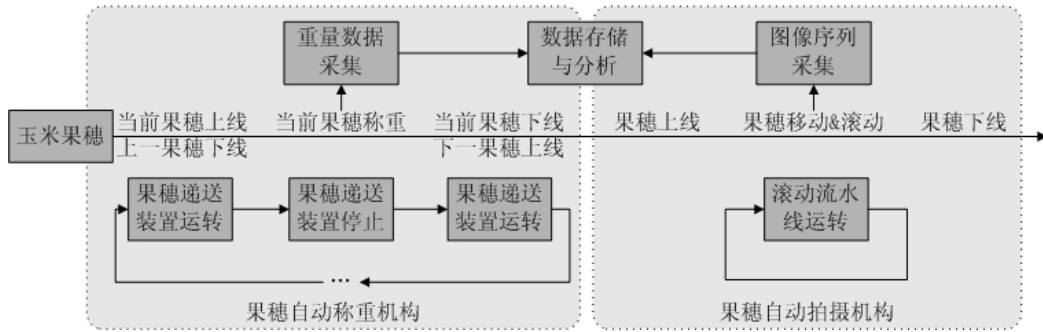 重量数据
采集
数据存储
与分析
图像序列
采集
玉米果穗
当前果穗上线
上一果穗下线
当前果穗称重
当前果穗下线
下一果穗上线
果穗上线
果穗移动&滚动
果穗下线
果穗递送
装置运转
果穗递送
装置停止
果穗递送
装置运转
滚动流水
线运转
...
果穗自动称重机构
果穗自动拍摄机构